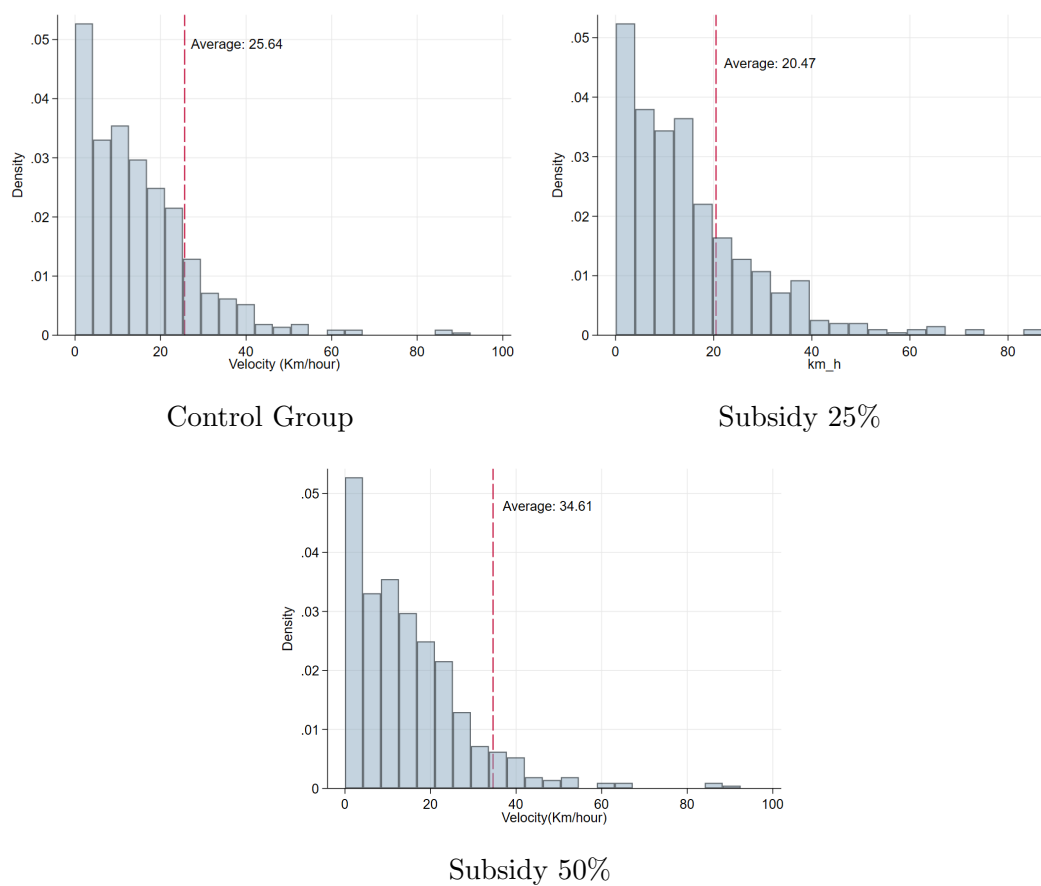 .05
.04
.03
.02
.01
0
Density
Average: 25.64
0 20 40 60 80 100
Velocity (Km/hour)
Control Group
.05
.04
.03
.02
.01
0
Density
Average: 20.47
0 20 40 60 80
km_h
Subsidy 25%
.05
.04
.03
.02
.01
0
Density
Average: 34.61
0 20 40 60 80 100
Velocity(Km/hour)
Subsidy 50%